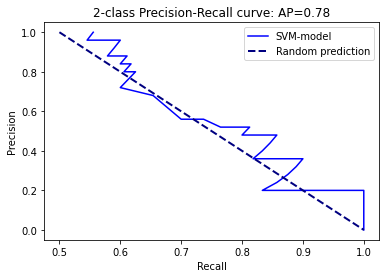 2-class Precision-Recall curve: AP=0.78
SVM-model
Random prediction
Precision
1.0
0.8
0.6
0.4
0.2
0.0
0.5
0.6
0.7
0.8
0.9
1.0
Recall